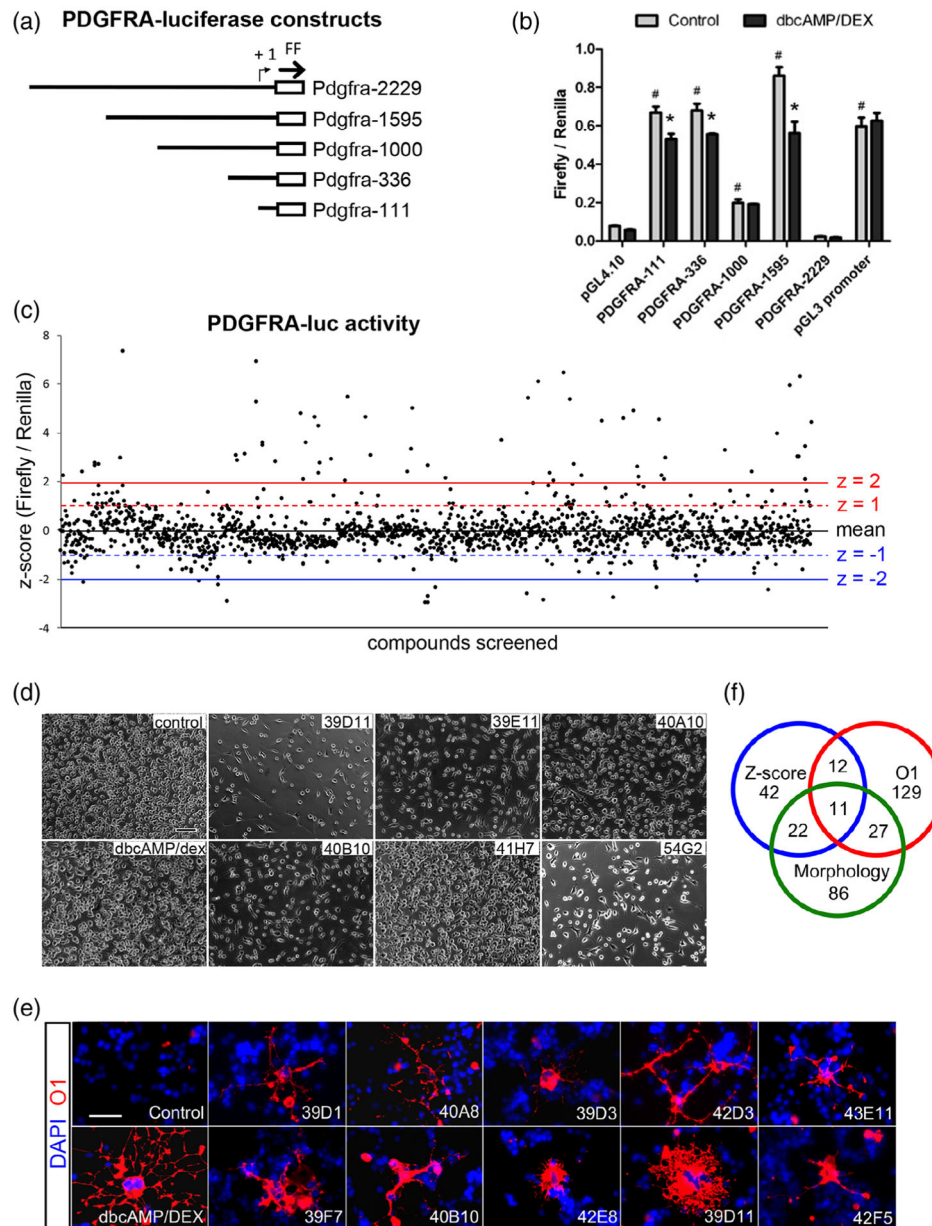 (a)
PDGFRA-luciferase constructs
+ 1
FF
Pdgfra-2229
Pdgfra-1595
Pdgfra-1000
Pdgfra-336
Pdgfra-111
(b)
Control
dbcAMP/DEX
Firefly / Renilla
1.0
0.8
0.6
0.4
0.2
0.0
#
#
*
#
*
#
*
#
pGL4.10
PDGFRA-111
PDGFRA-336
PDGFRA-1000
PDGFRA-1595
PDGFRA-2229
pGL3 promoter
(c)
PDGFRA-luc activity
z-score (Firefly / Renilla)
8
6
4
2
0
-2
-4
z = 2
z = 1
mean
z = -1
z = -2
compounds screened
(d)
control
39D11
39E11
40A10
dbcAMP/dex
40B10
41H7
54G2
(f)
Z-score
42
12
O1
129
11
22
27
Morphology
86
(e)
DAPI O1
Control
39D1
40A8
39D3
42D3
43E11
dbcAMP/DEX
39F7
40B10
42E8
39D11
42F5